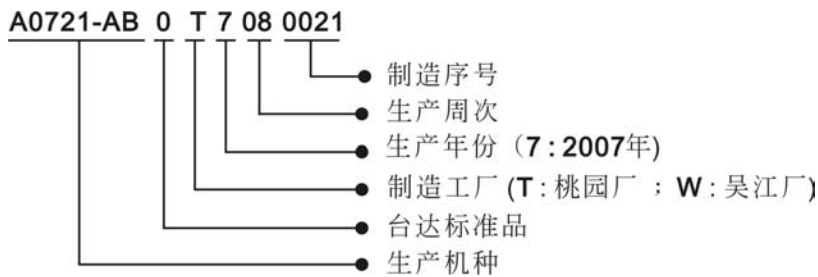 A0721-AB 0 T 7 08 0021
制造序号
生产周次
生产年份（7 : 2007年)
制造工厂 (T : 桃园厂 ；W : 吴江厂)
台达标准品
生产机种